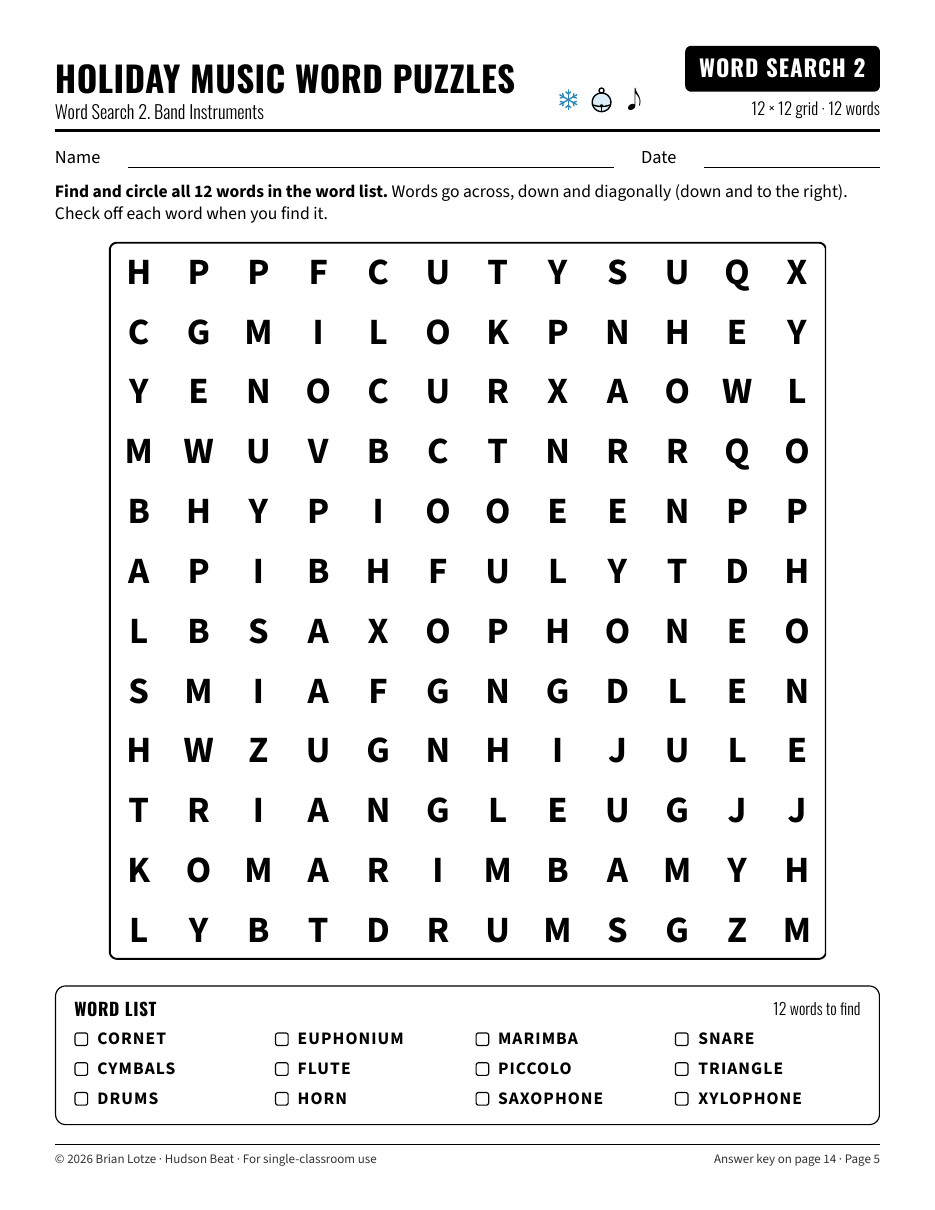 HOLIDAY MUSIC WORD PUZZLES
WORD SEARCH 2
Word Search 2. Band Instruments
12 × 12 grid · 12 words
Name
Date
Find and circle all 12 words in the word list. Words go across, down and diagonally (down and to the right).
Check off each word when you find it.
H P P F C U T Y S U Q X
C G M I L O K P N H E Y
Y E N O C U R X A O W L
M W U V B C T N R R Q O
B H Y P I O O E E N P P
A P I B H F U L Y T D H
L B S A X O P H O N E O
S M I A F G N G D L E N
H W Z U G N H I J U L E
T R I A N G L E U G J J
K O M A R I M B A M Y H
L Y B T D R U M S G Z M
WORD LIST
12 words to find
CORNET EUPHONIUM MARIMBA SNARE
CYMBALS FLUTE PICCOLO TRIANGLE
DRUMS HORN SAXOPHONE XYLOPHONE
© 2026 Brian Lotze · Hudson Beat · For single-classroom use
Answer key on page 14 · Page 5